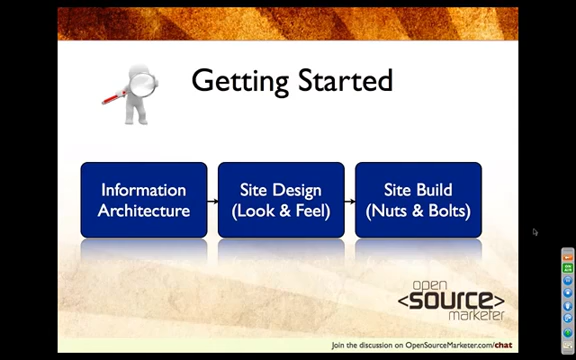 Getting Started
Information
Architecture
Site Design
(Look & Feel)
Site Build
(Nuts & Bolts)
open
<source>
marketer
Join the discussion on OpenSourceMarketer.com/chat